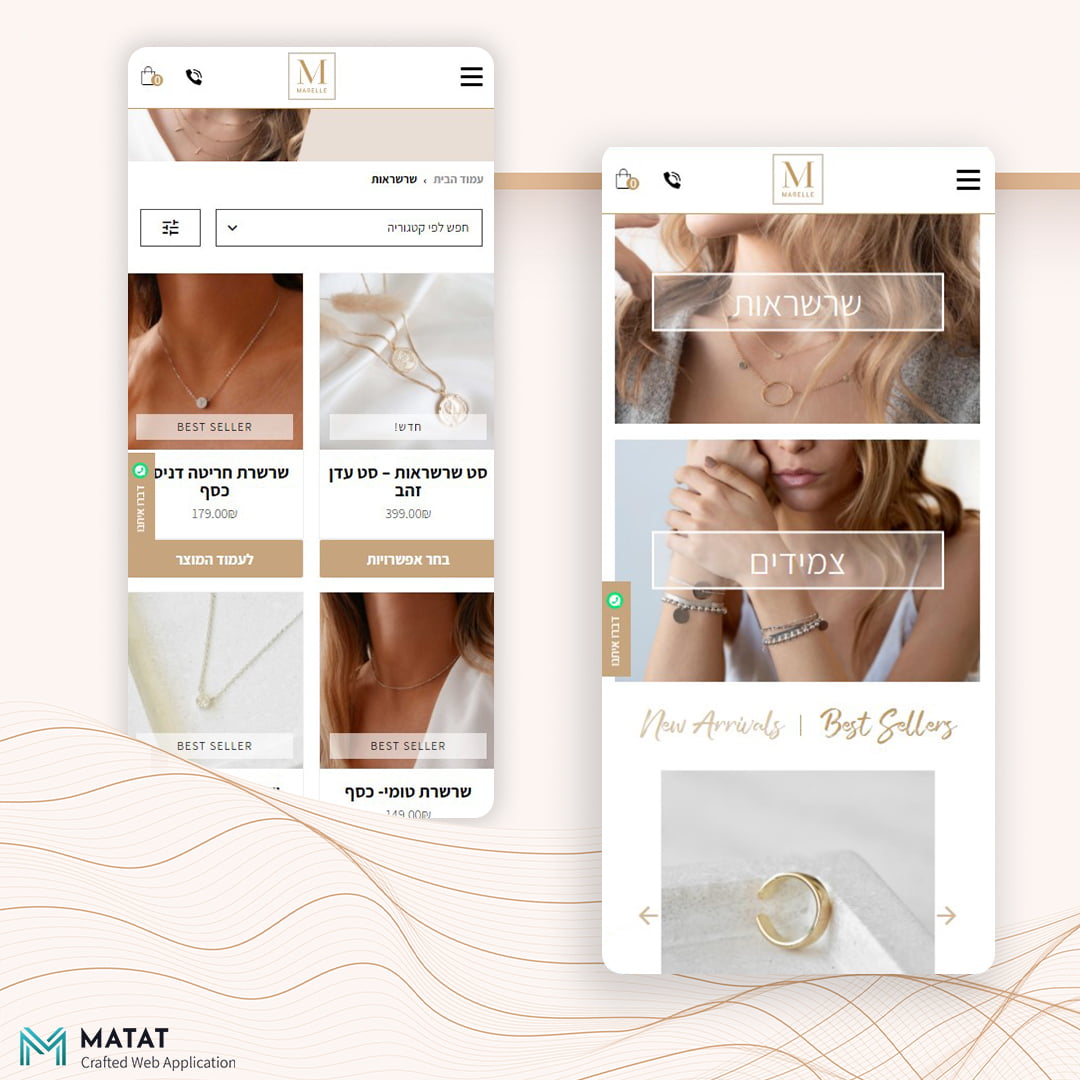 0
M
MARELLE
עמוד הבית › שרשראות
חפש לפי קטגוריה
BEST SELLER
חדש!
סט שרשראות – סט עדן
זהב
399.00₪
בחר אפשרויות
שרשרת חריטה דניס
כסף
179.00₪
לעמוד המוצר
דברו איתנו
BEST SELLER
BEST SELLER
שרשרת טומי- כסף
149.00₪
0
M
MARELLE
שרשראות
צמידים
דברו איתנו
New Arrivals | Best Sellers
MATAT
Crafted Web Application